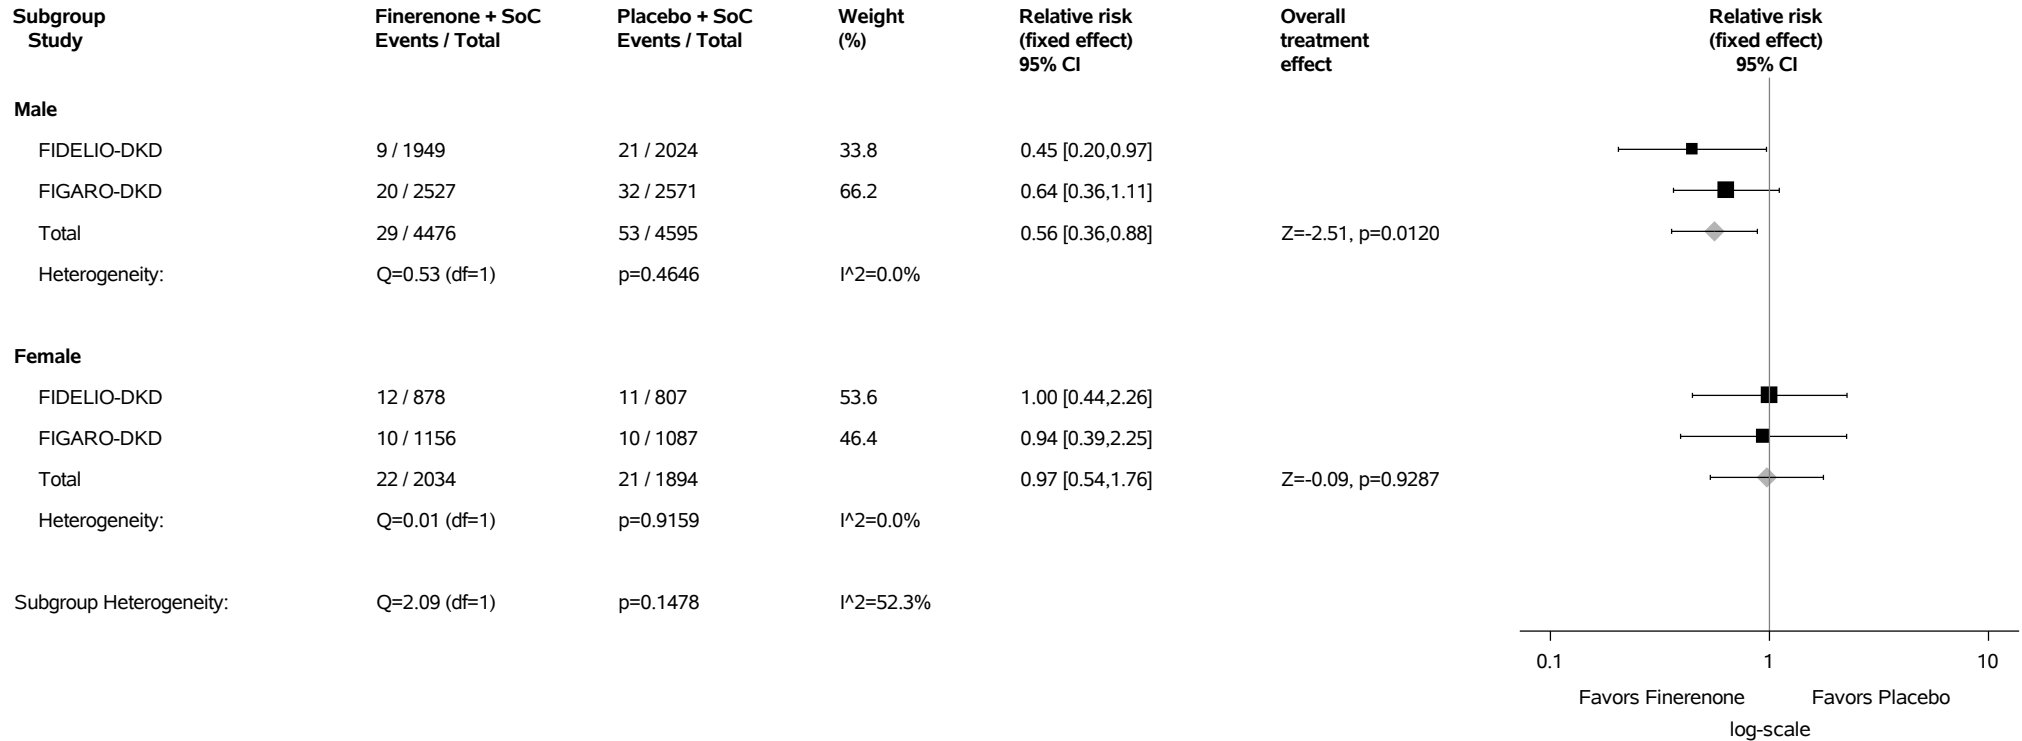 Subgroup Finerenone + SoC Placebo + SoC Weight Relative risk Overall Relative risk
Study Events / Total Events / Total (%) (fixed effect) treatment (fixed effect)
95% CI effect 95% CI
Male
FIDELIO-DKD 9 / 1949 21 / 2024 33.8 0.45 [0.20,0.97]
FIGARO-DKD 20 / 2527 32 / 2571 66.2 0.64 [0.36,1.11]
Total 29 / 4476 53 / 4595 0.56 [0.36,0.88] Z=-2.51, p=0.0120
Heterogeneity: Q=0.53 (df=1) p=0.4646 I^2=0.0%
Female
FIDELIO-DKD 12 / 878 11 / 807 53.6 1.00 [0.44,2.26]
FIGARO-DKD 10 / 1156 10 / 1087 46.4 0.94 [0.39,2.25]
Total 22 / 2034 21 / 1894 0.97 [0.54,1.76] Z=-0.09, p=0.9287
Heterogeneity: Q=0.01 (df=1) p=0.9159 I^2=0.0%
Subgroup Heterogeneity: Q=2.09 (df=1) p=0.1478 I^2=52.3%
0.1 1 10
Favors Finerenone Favors Placebo
log-scale